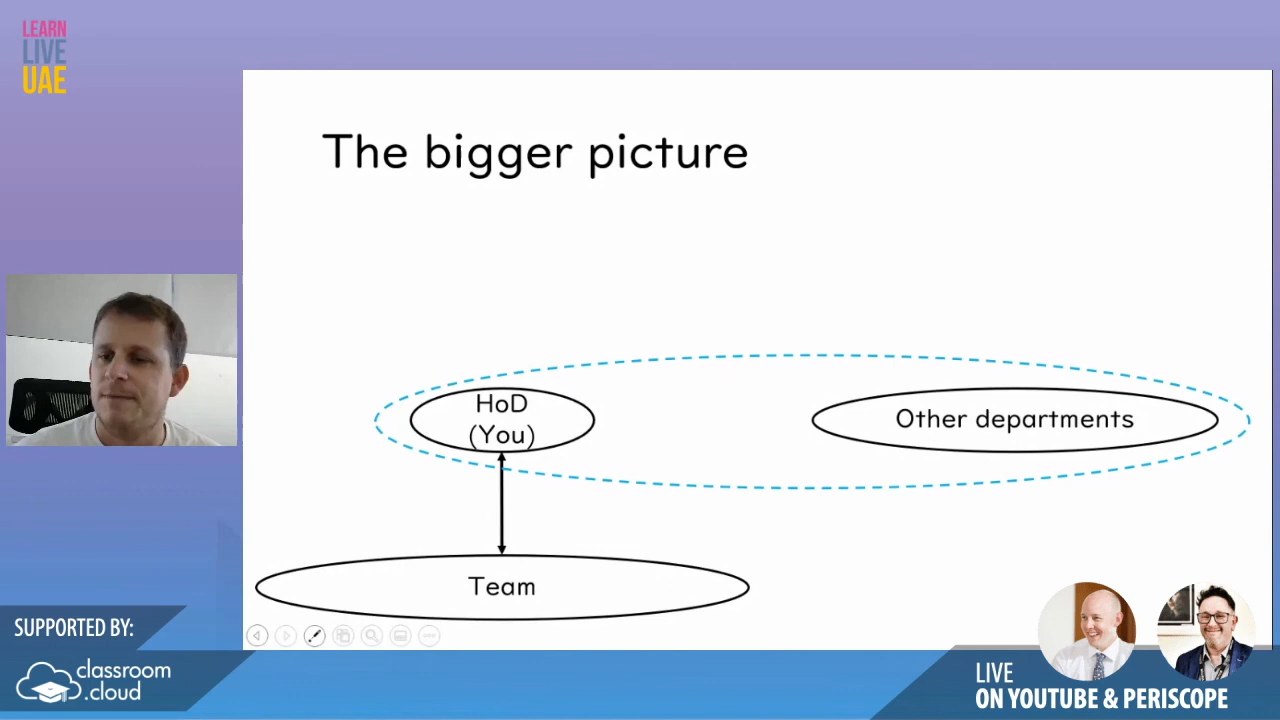 LEARN
LIVE
UAE
The bigger picture
HoD
(You)
Other departments
Team
SUPPORTED BY:
classroom
.cloud
LIVE
ON YOUTUBE & PERISCOPE